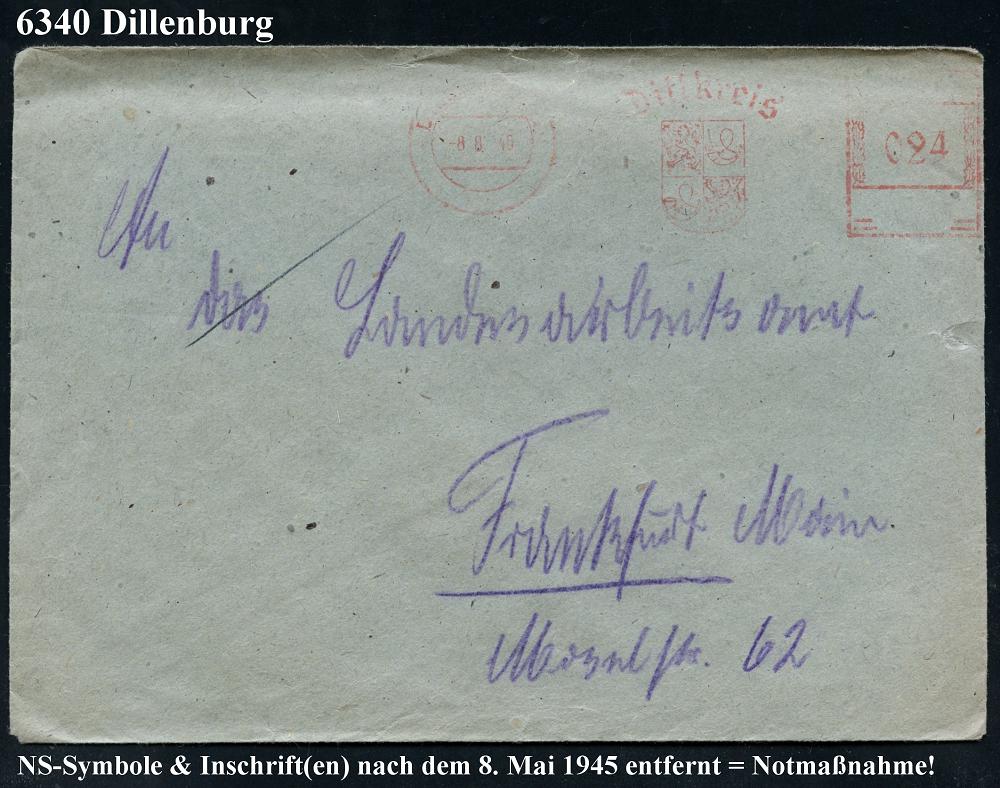 6340 Dillenburg
Dillkreis
-8.8. 46
024
An
das Landesarbeitsamt
Frankfurt Main.
Moselstr. 62
NS-Symbole & Inschrift(en) nach dem 8. Mai 1945 entfernt = Notmaßnahme!